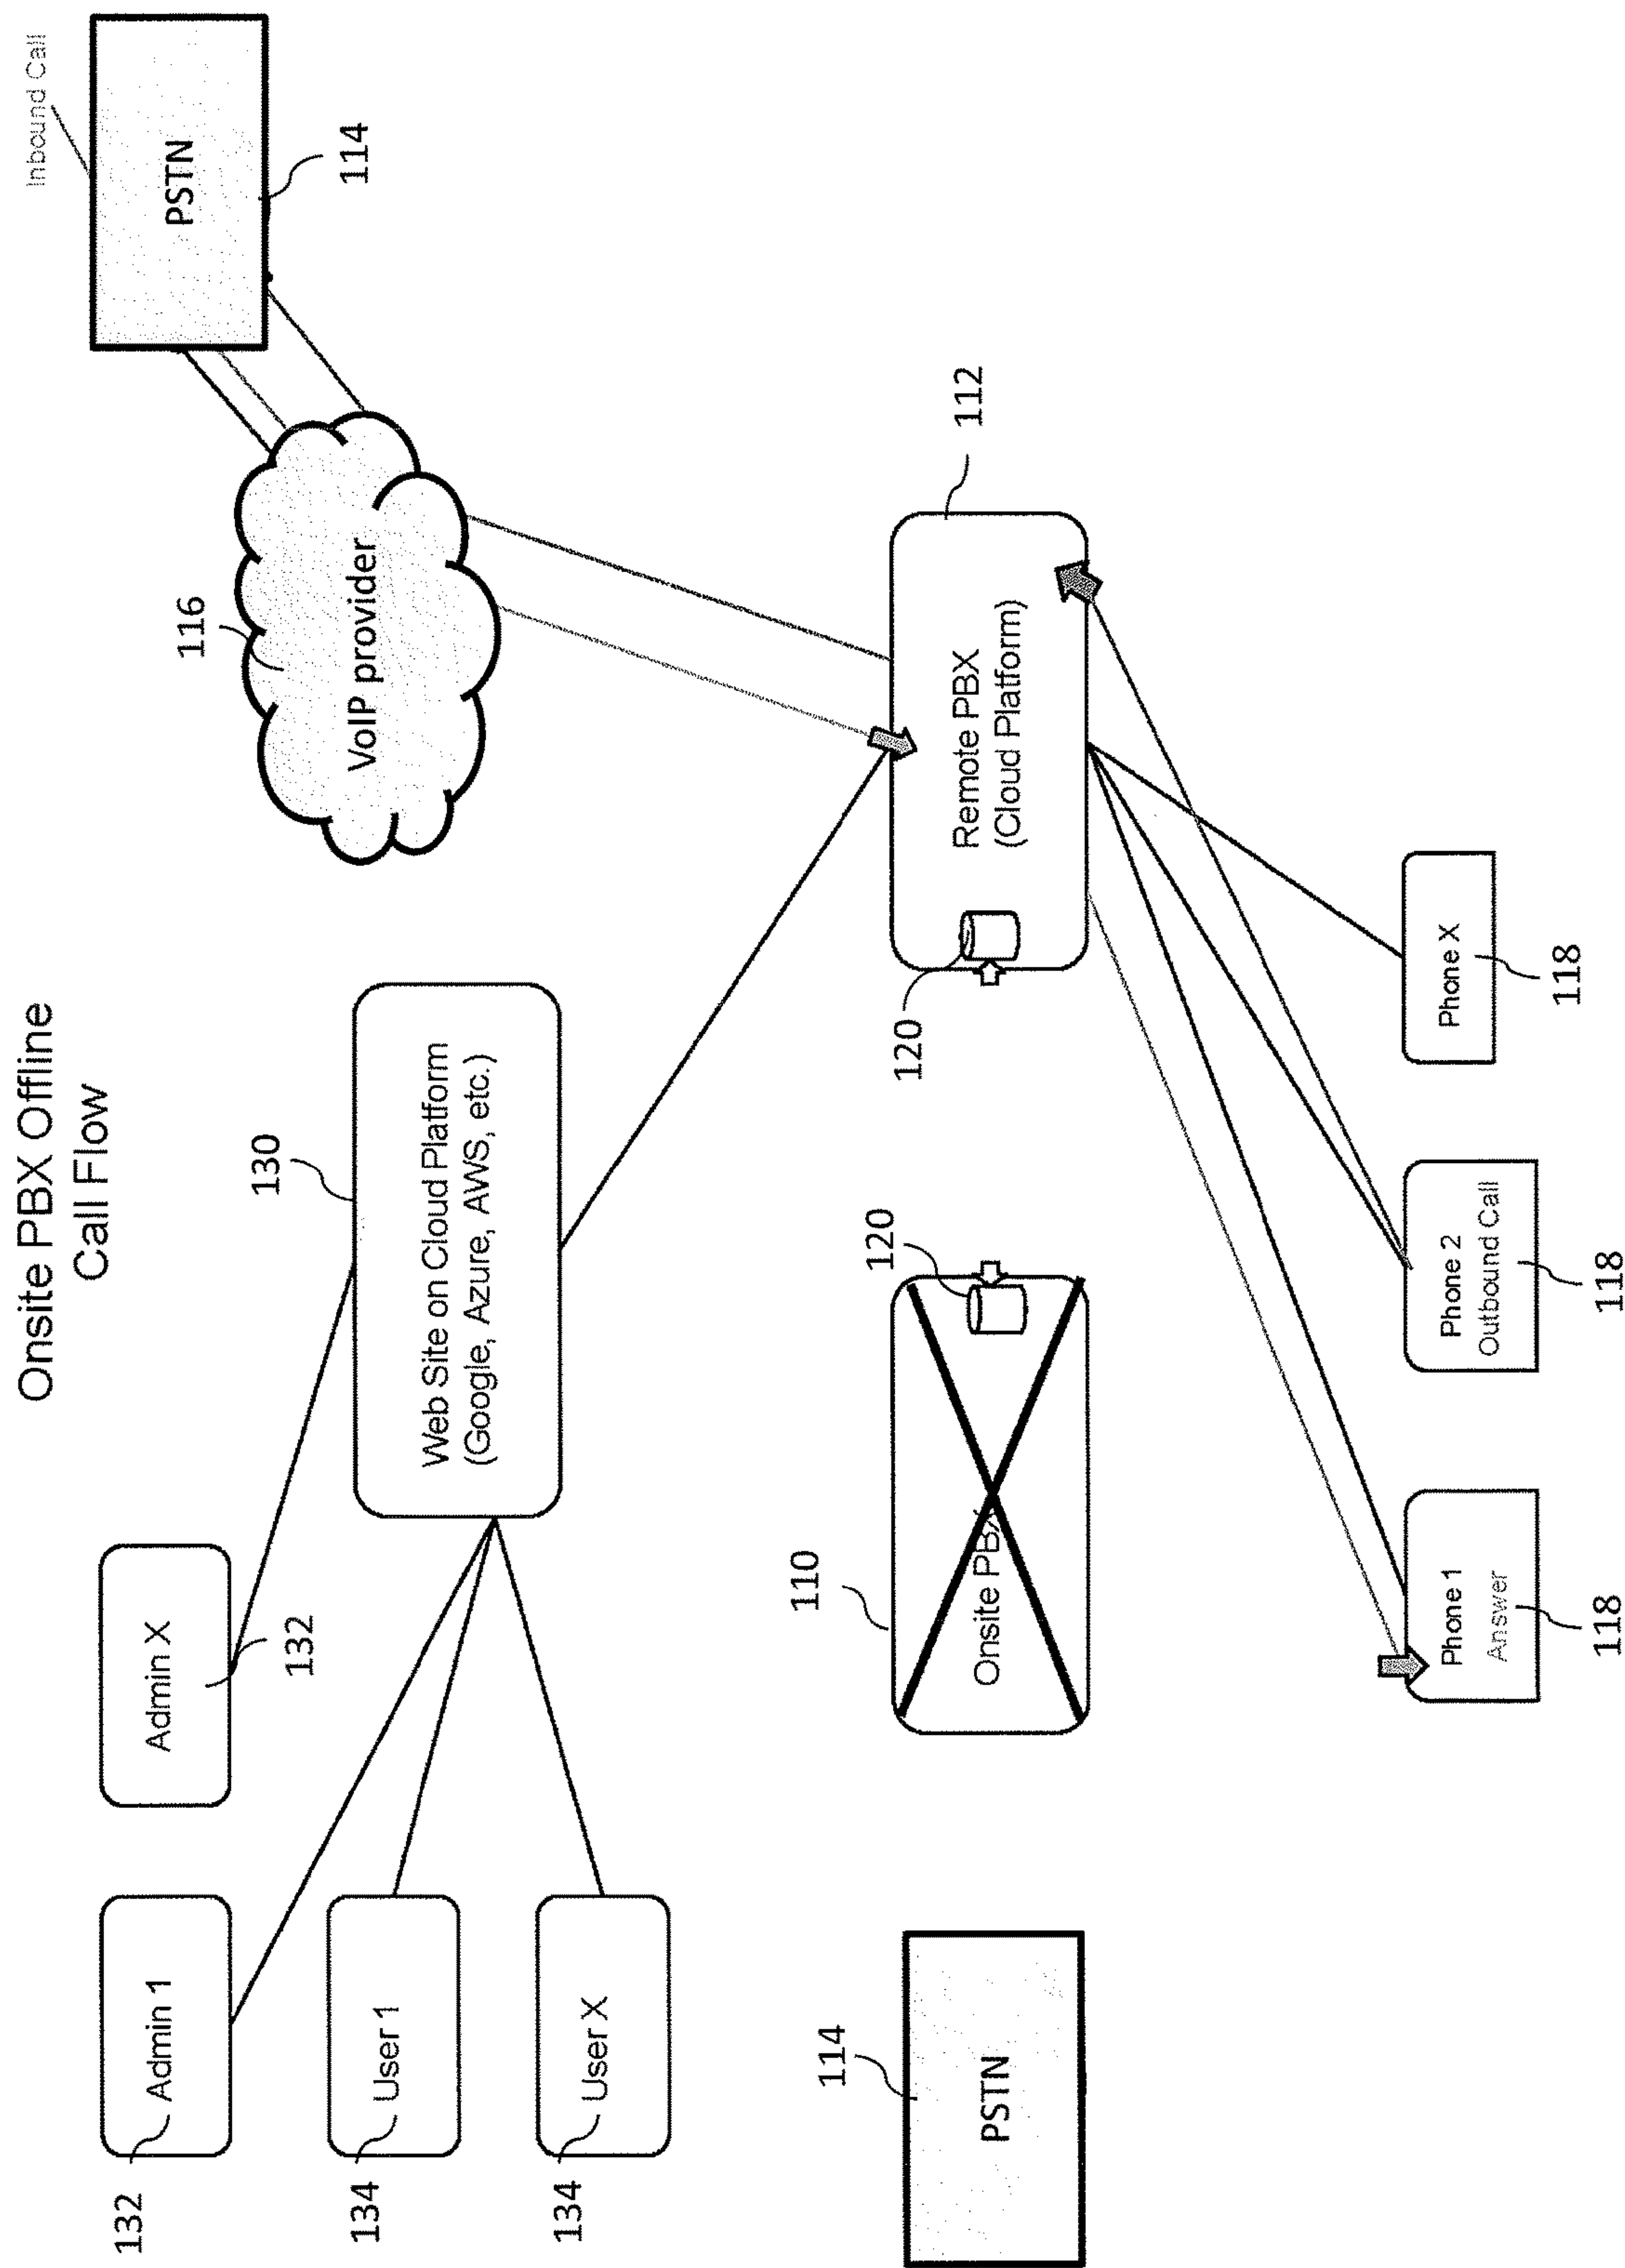 Onsite PBX Offline
Call Flow
Inbound Call
PSTN
114
116
VoIP provider
130
Web Site on Cloud Platform
(Google, Azure, AWS, etc.)
Admin X
132
Admin 1
132
User 1
134
User X
134
112
Remote PBX
(Cloud Platform)
120
120
110
Onsite PBX
114
PSTN
Phone 1
Answer
118
Phone 2
Outbound Call
118
Phone X
118